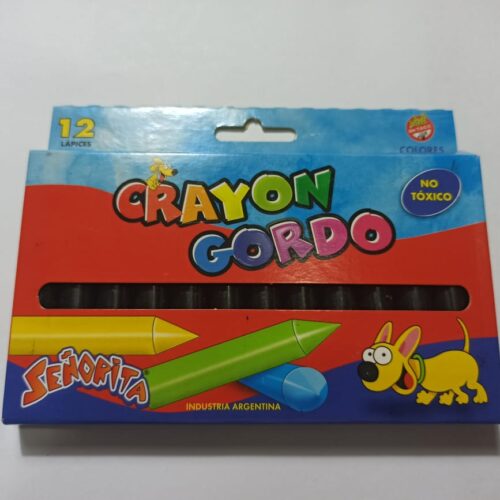 12
LAPICES
COLORES
CRAYON
GORDO
NO
TÓXICO
SEÑORITA
INDUSTRIA ARGENTINA